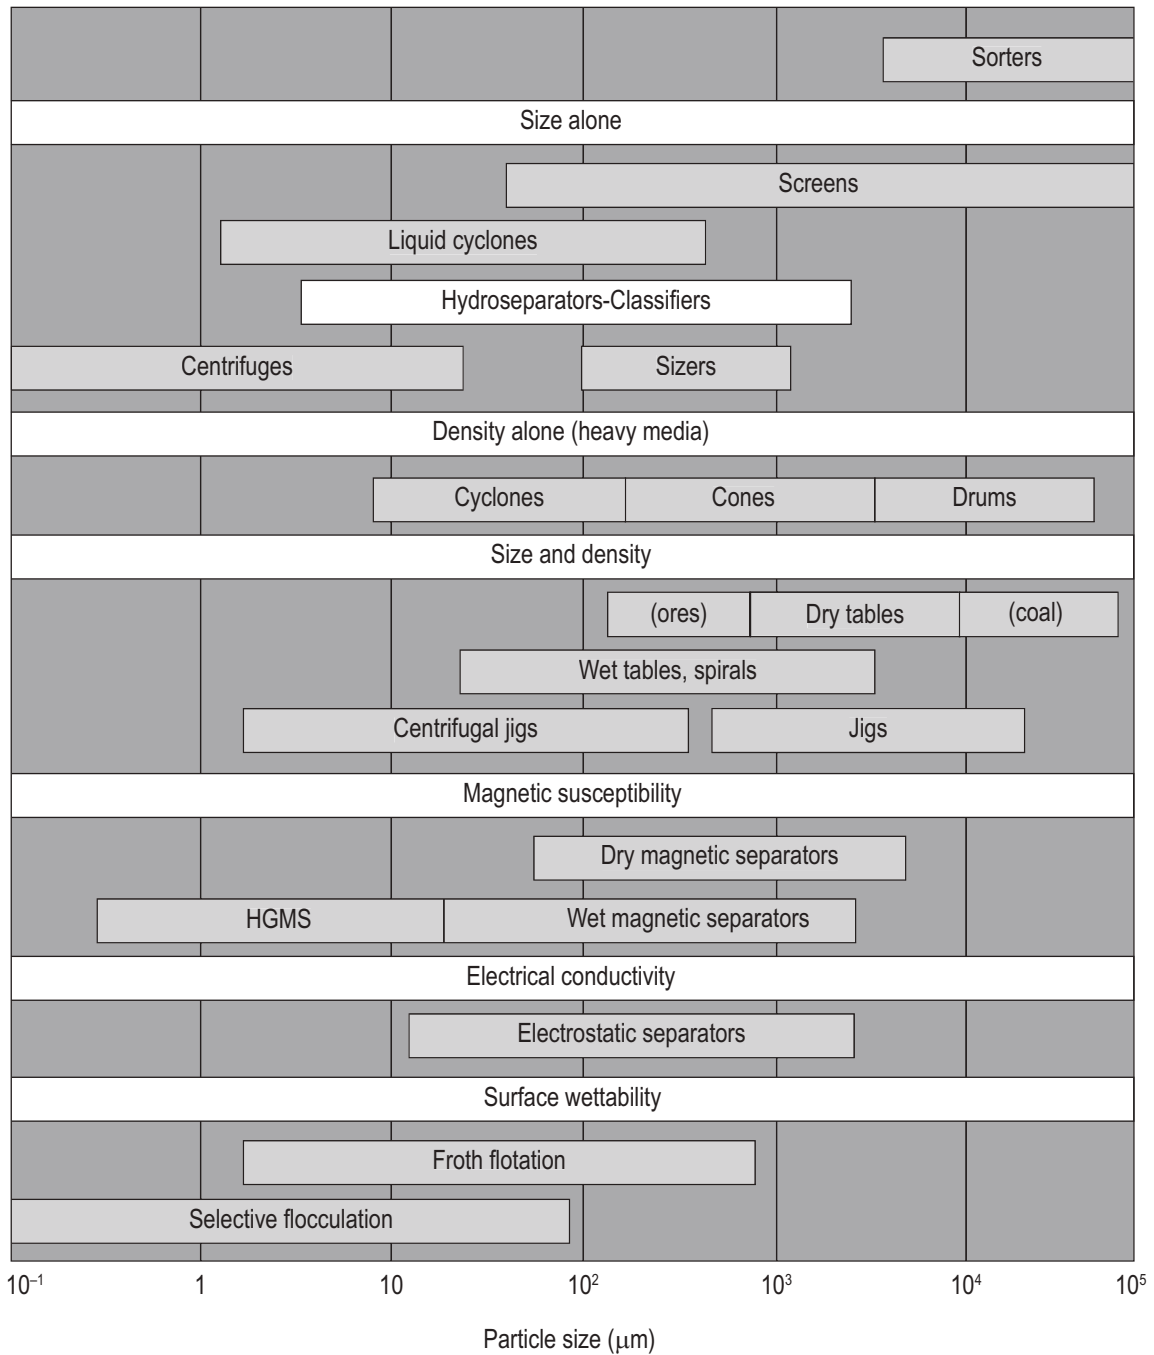 Sorters
Size alone
Screens
Liquid cyclones
Hydroseparators-Classifiers
Centrifuges Sizers
Density alone (heavy media)
Cyclones Cones Drums
Size and density
(ores) Dry tables (coal)
Wet tables, spirals
Centrifugal jigs Jigs
Magnetic susceptibility
Dry magnetic separators
HGMS Wet magnetic separators
Electrical conductivity
Electrostatic separators
Surface wettability
Froth flotation
Selective flocculation
10⁻¹ 1 10 10² 10³ 10⁴ 10⁵
Particle size (μm)